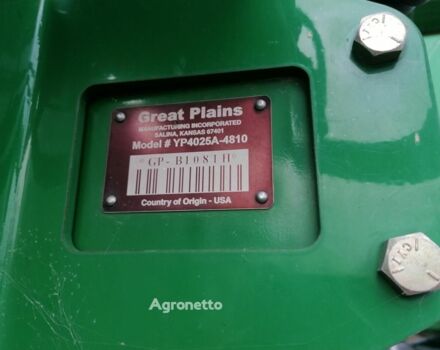 Great Plains
MANUFACTURING INCORPORATED
SALINA, KANSAS 67401
Model # YP4025A-4810
*GP-B1081H*
Country of Origin - USA
Agronetto